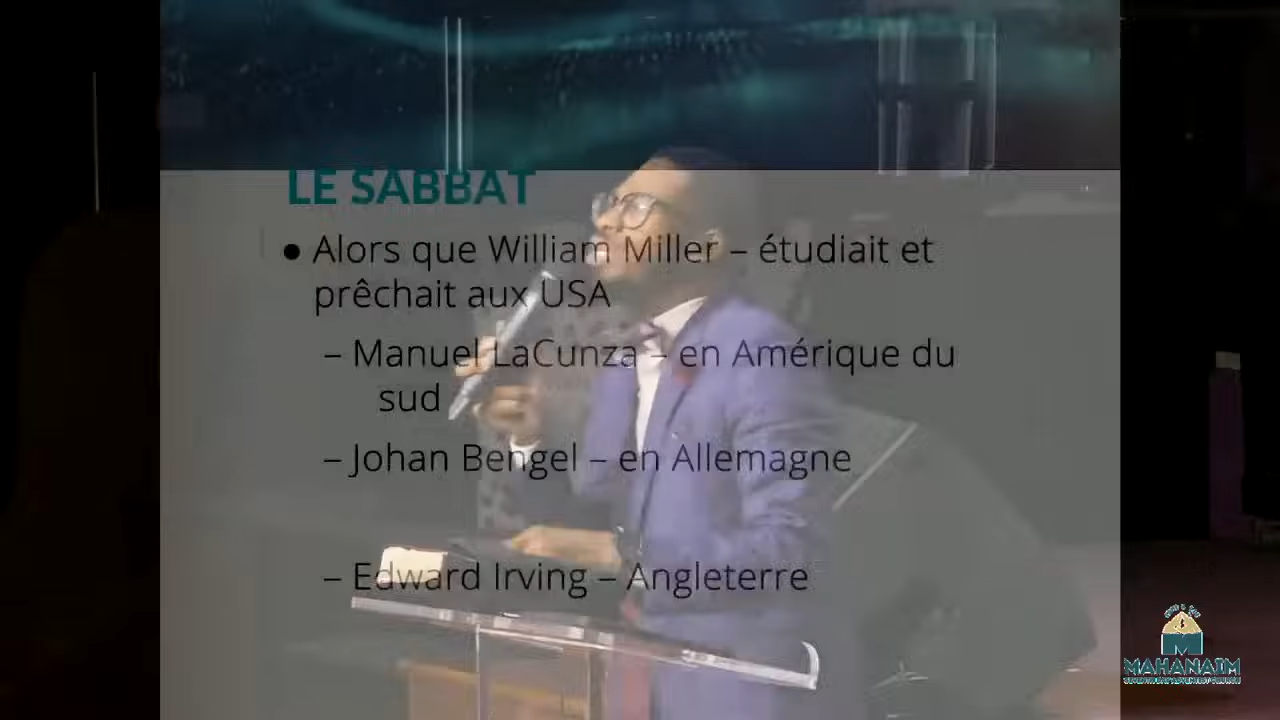 LE SABBAT
● Alors que William Miller – étudiait et
prêchait aux USA
– Manuel LaCunza – en Amérique du
sud
– Johan Bengel – en Allemagne
– Edward Irving – Angleterre
MAHANAIM